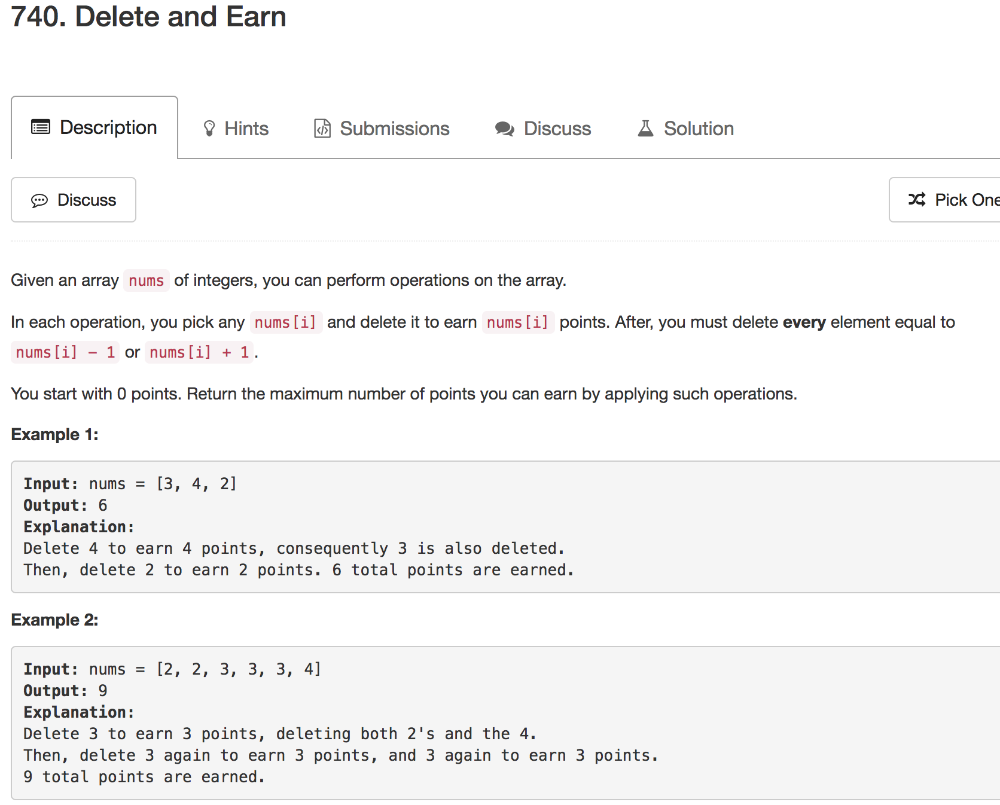 740. Delete and Earn
Description Hints Submissions Discuss Solution
Discuss Pick One
Given an array nums of integers, you can perform operations on the array.
In each operation, you pick any nums[i] and delete it to earn nums[i] points. After, you must delete every element equal to
nums[i] - 1 or nums[i] + 1.
You start with 0 points. Return the maximum number of points you can earn by applying such operations.
Example 1:
Input: nums = [3, 4, 2]
Output: 6
Explanation:
Delete 4 to earn 4 points, consequently 3 is also deleted.
Then, delete 2 to earn 2 points. 6 total points are earned.
Example 2:
Input: nums = [2, 2, 3, 3, 3, 4]
Output: 9
Explanation:
Delete 3 to earn 3 points, deleting both 2's and the 4.
Then, delete 3 again to earn 3 points, and 3 again to earn 3 points.
9 total points are earned.